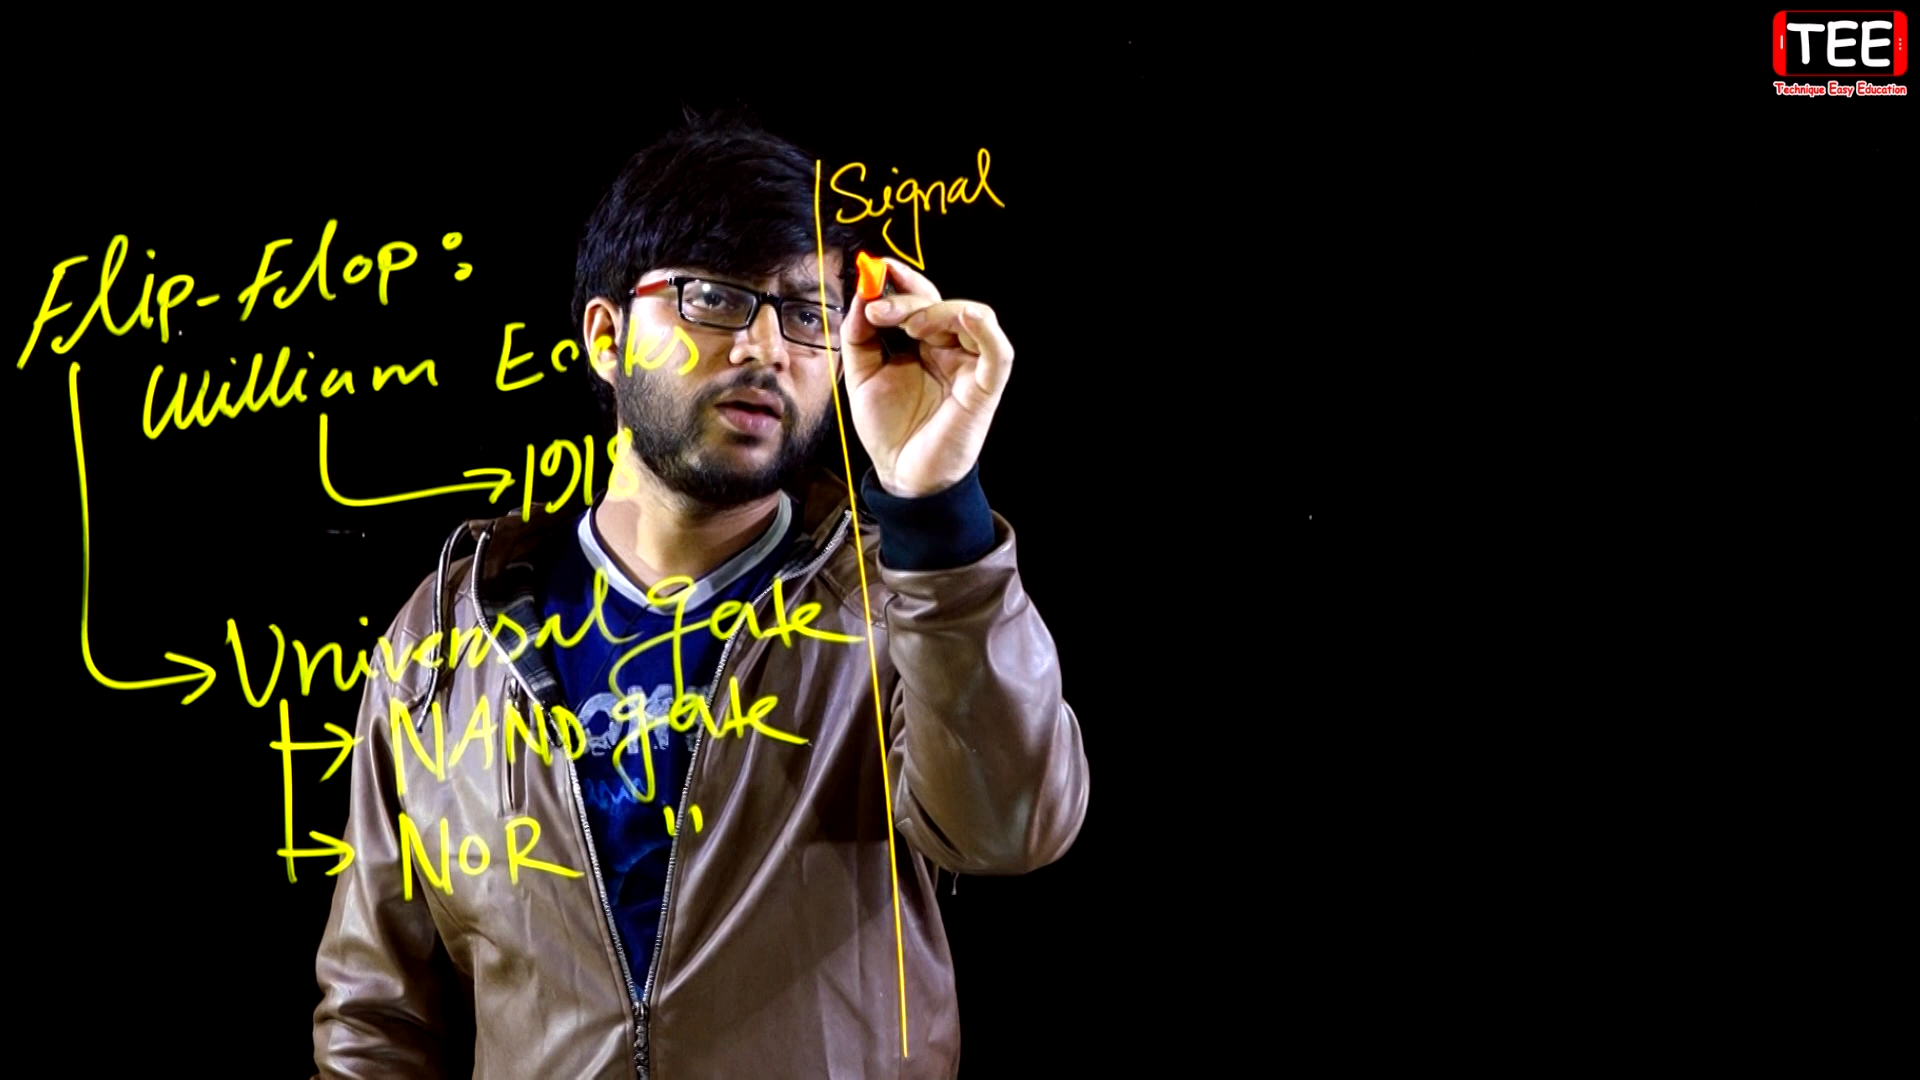 Flip-Flop:
William Eccles
→ 1918
→ Universal gate
→ NAND gate
→ NOR "
Signal
TEE
Technique Easy Education